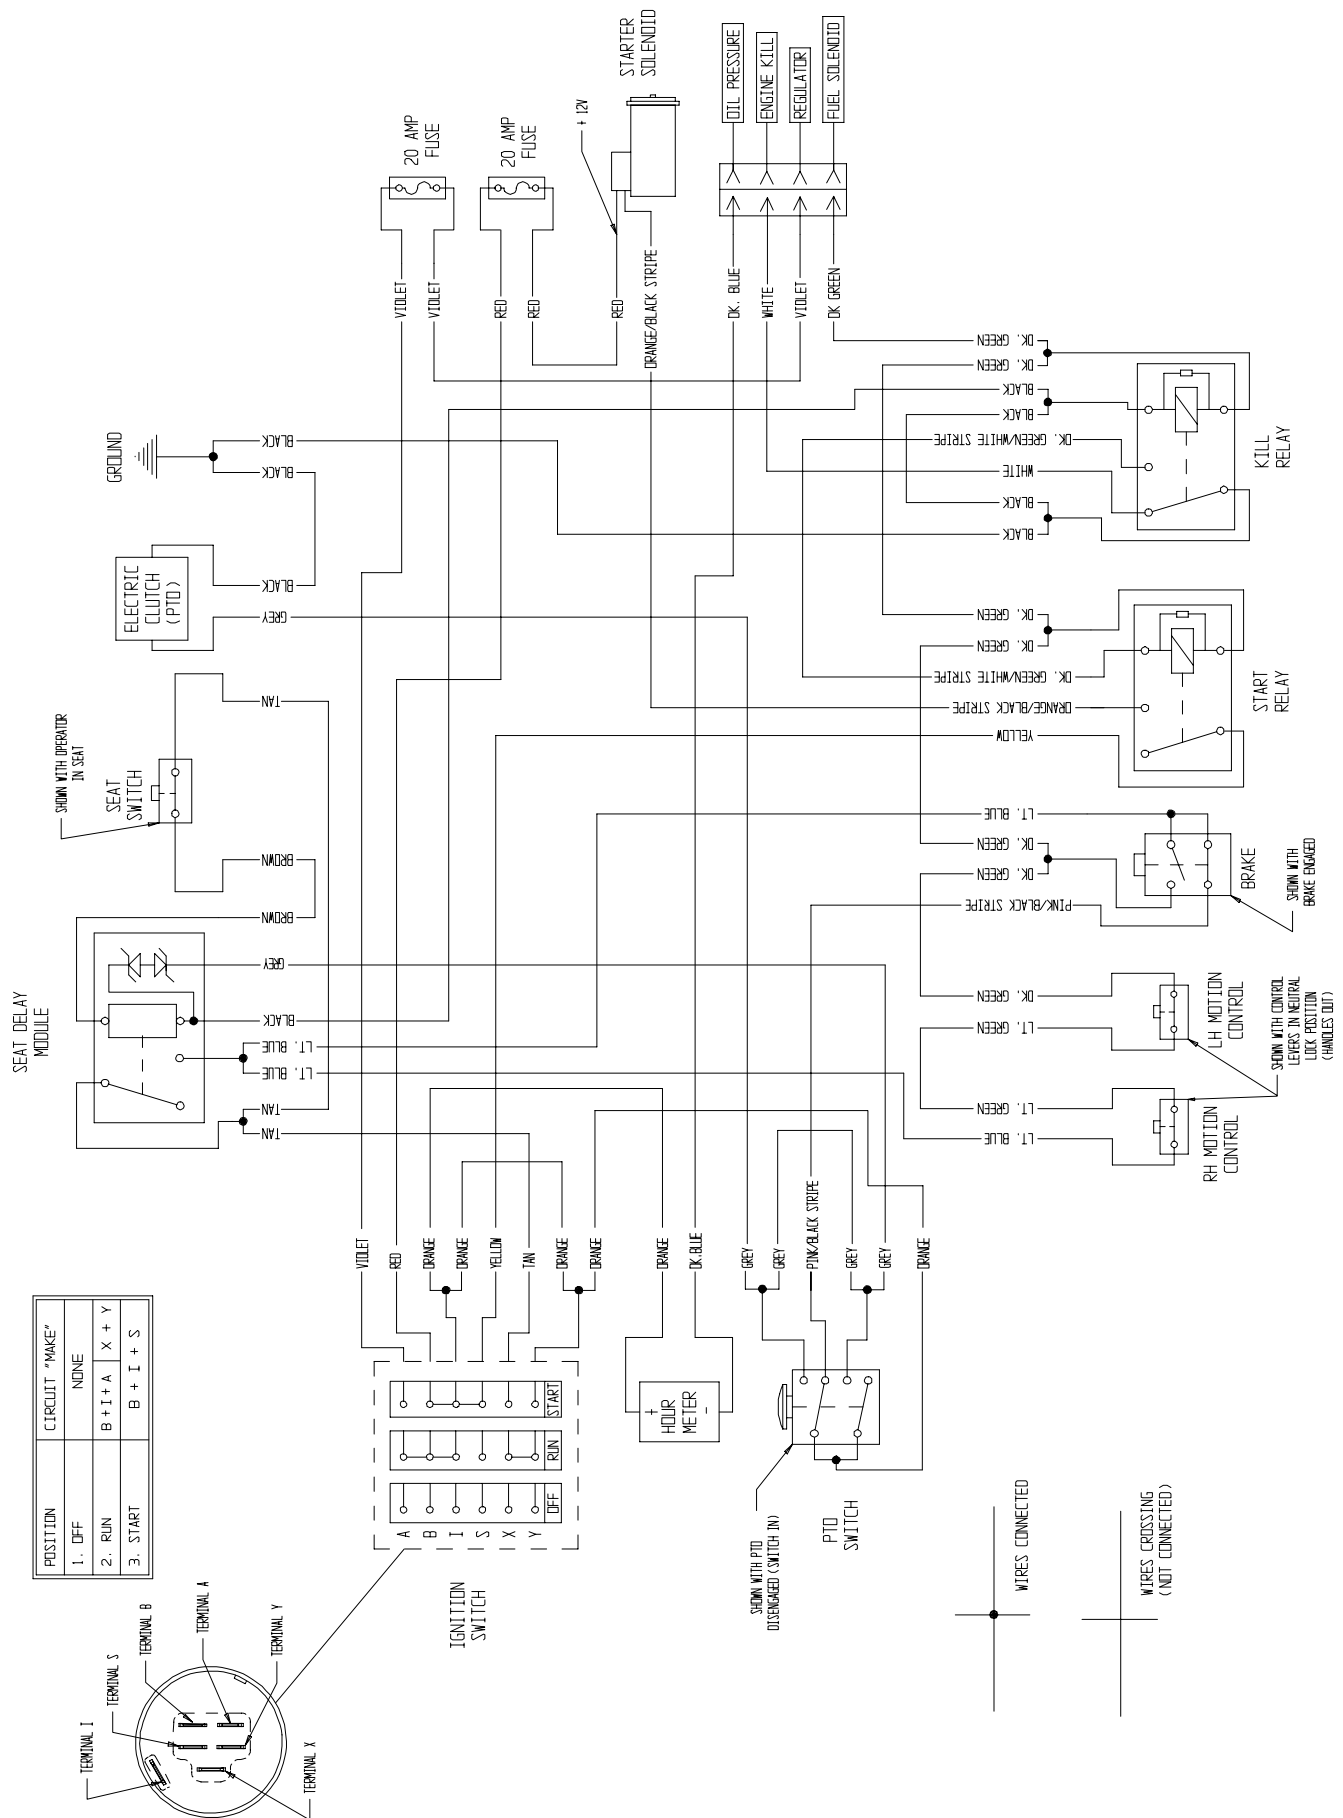 POSITION
CIRCUIT "MAKE"
1. OFF
NONE
2. RUN
B + I + A
X + Y
3. START
B + I + S
TERMINAL I
TERMINAL S
TERMINAL B
TERMINAL A
TERMINAL Y
TERMINAL X
IGNITION
SWITCH
A
B
I
S
X
Y
OFF
RUN
START
VIOLET
RED
ORANGE
ORANGE
YELLOW
TAN
ORANGE
ORANGE
ORANGE
DK.BLUE
GREY
GREY
PINK/BLACK STRIPE
GREY
GREY
ORANGE
+
HOUR
METER
-
SHOWN WITH PTO
DISENGAGED (SWITCH IN)
PTO
SWITCH
WIRES CONNECTED
WIRES CROSSING
(NOT CONNECTED)
SEAT DELAY
MODULE
BROWN
BROWN
GREY
BLACK
LT. BLUE
LT. BLUE
TAN
TAN
SHOWN WITH OPERATOR
IN SEAT
SEAT
SWITCH
TAN
ELECTRIC
CLUTCH
(PTO)
GREY
BLACK
GROUND
BLACK
BLACK
20 AMP
FUSE
VIOLET
VIOLET
20 AMP
FUSE
RED
RED
STARTER
SOLENOID
+ 12V
RED
ORANGE/BLACK STRIPE
OIL PRESSURE
ENGINE KILL
REGULATOR
FUEL SOLENOID
DK. BLUE
WHITE
VIOLET
DK GREEN
DK. GREEN
DK. GREEN
BLACK
BLACK
DK. GREEN/WHITE STRIPE
WHITE
BLACK
BLACK
KILL
RELAY
DK. GREEN
DK. GREEN
DK. GREEN/WHITE STRIPE
ORANGE/BLACK STRIPE
YELLOW
START
RELAY
LT. BLUE
DK. GREEN
DK. GREEN
PINK/BLACK STRIPE
BRAKE
SHOWN WITH
BRAKE ENGAGED
DK. GREEN
LT. GREEN
LH MOTION
CONTROL
LT. GREEN
LT. BLUE
RH MOTION
CONTROL
SHOWN WITH CONTROL
LEVERS IN NEUTRAL
LOCK POSITION
(HANDLES OUT)